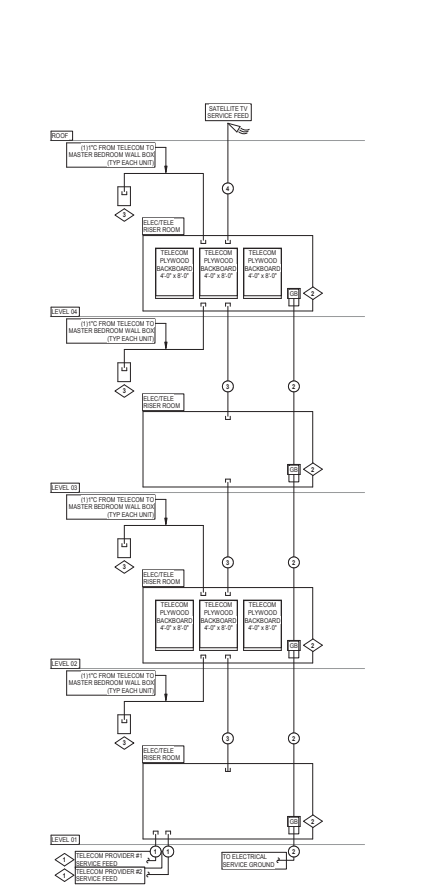 SATELLITE TV
SERVICE FEED
ROOF
(1)1"C FROM TELECOM TO
MASTER BEDROOM WALL BOX
(TYP EACH UNIT)
4
3
ELEC/TELE
RISER ROOM
TELECOM
PLYWOOD
BACKBOARD
4'-0" x 8'-0"
TELECOM
PLYWOOD
BACKBOARD
4'-0" x 8'-0"
TELECOM
PLYWOOD
BACKBOARD
4'-0" x 8'-0"
GB
2
LEVEL 04
(1)1"C FROM TELECOM TO
MASTER BEDROOM WALL BOX
(TYP EACH UNIT)
3
3
2
ELEC/TELE
RISER ROOM
GB
2
LEVEL 03
(1)1"C FROM TELECOM TO
MASTER BEDROOM WALL BOX
(TYP EACH UNIT)
3
3
2
ELEC/TELE
RISER ROOM
TELECOM
PLYWOOD
BACKBOARD
4'-0" x 8'-0"
TELECOM
PLYWOOD
BACKBOARD
4'-0" x 8'-0"
TELECOM
PLYWOOD
BACKBOARD
4'-0" x 8'-0"
GB
2
LEVEL 02
(1)1"C FROM TELECOM TO
MASTER BEDROOM WALL BOX
(TYP EACH UNIT)
3
3
2
ELEC/TELE
RISER ROOM
GB
2
LEVEL 01
1
TELECOM PROVIDER #1
SERVICE FEED
1
1
1
TELECOM PROVIDER #2
SERVICE FEED
TO ELECTRICAL
SERVICE GROUND
2